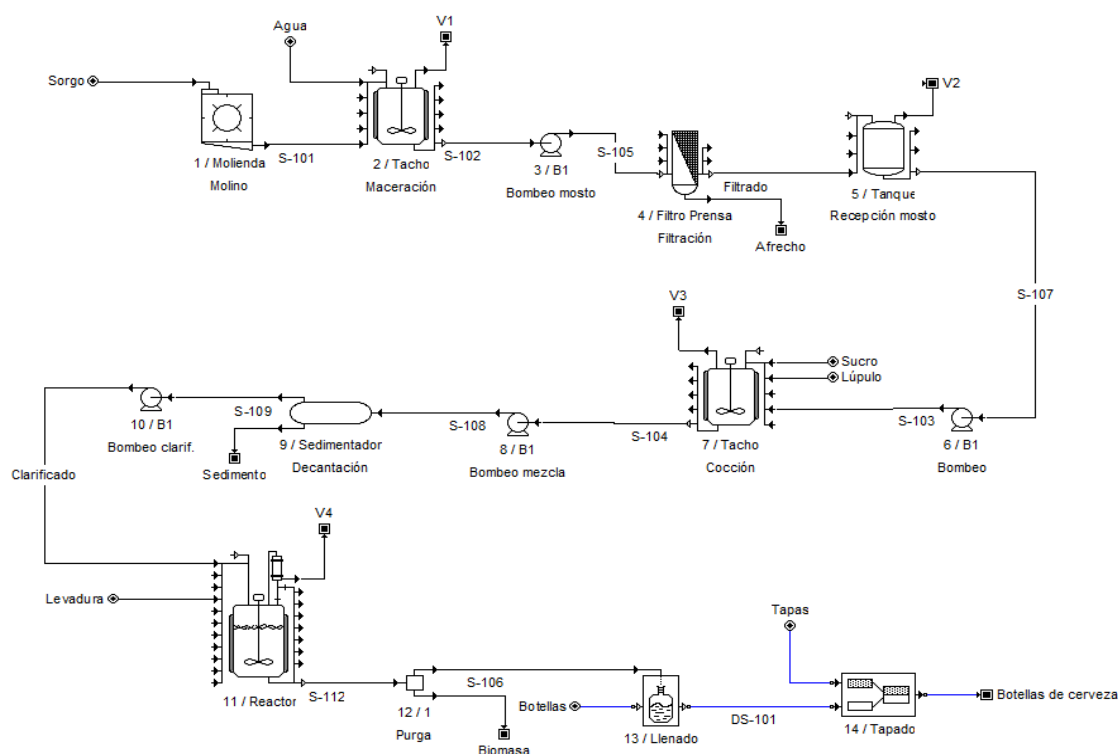 Agua
V1
Sorgo
V2
S-101
S-102
S-105
1 / Molienda
Molino
2 / Tacho
Maceración
3 / B1
Bombeo mosto
Filtrado
4 / Filtro Prensa
Filtración
5 / Tanque
Recepción mosto
Afrecho
S-107
V3
Sucro
Lúpulo
S-109
S-108
S-104
S-103
10 / B1
Bombeo clarif.
9 / Sedimentador
Decantación
8 / B1
Bombeo mezcla
7 / Tacho
Cocción
6 / B1
Bombeo
Sedimento
Clarificado
V4
Levadura
Tapas
S-112
S-106
11 / Reactor
12 / 1
Purga
Botellas
DS-101
Botellas de cerveza
13 / Llenado
14 / Tapado
Biomasa